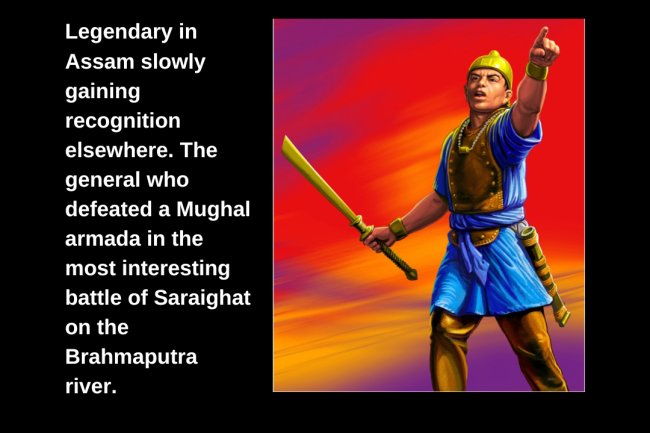 Legendary in
Assam slowly
gaining
recognition
elsewhere. The
general who
defeated a Mughal
armada in the
most interesting
battle of Saraighat
on the
Brahmaputra
river.